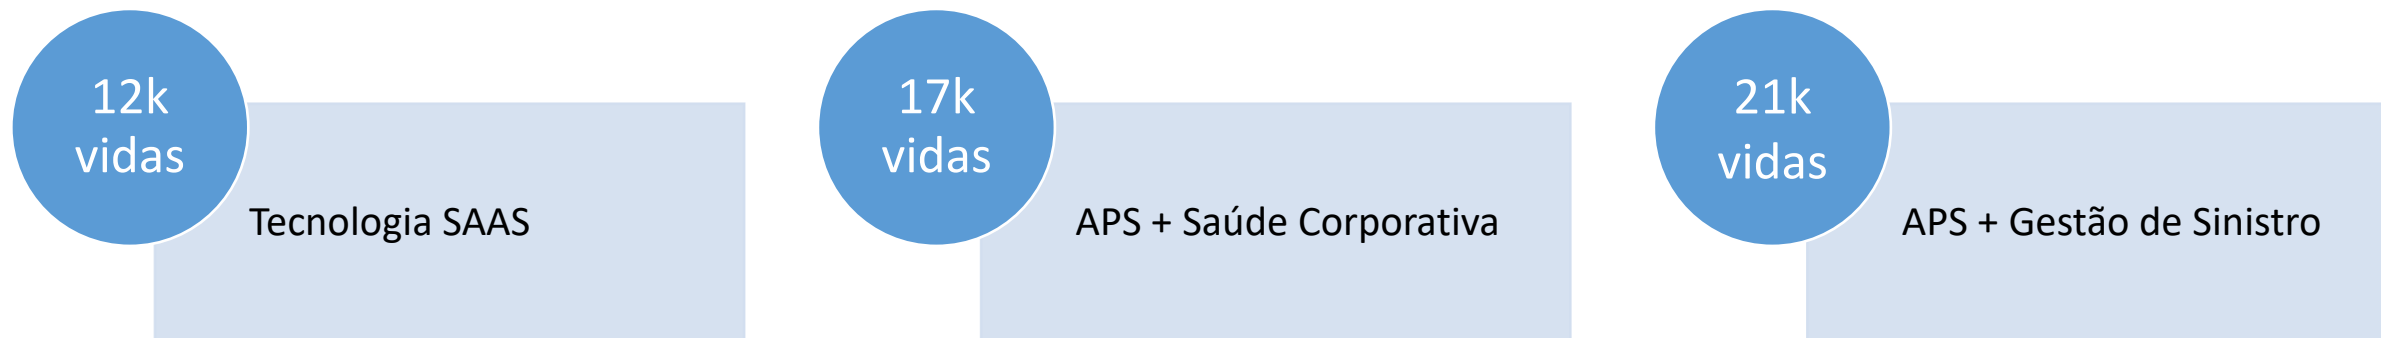 12k
vidas
Tecnologia SAAS
17k
vidas
APS + Saúde Corporativa
21k
vidas
APS + Gestão de Sinistro